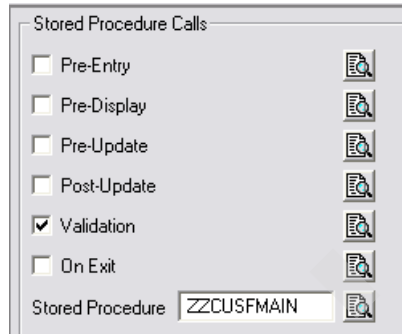 Stored Procedure Calls
Pre-Entry
Pre-Display
Pre-Update
Post-Update
Validation
On Exit
Stored Procedure ZZCUSFMAIN